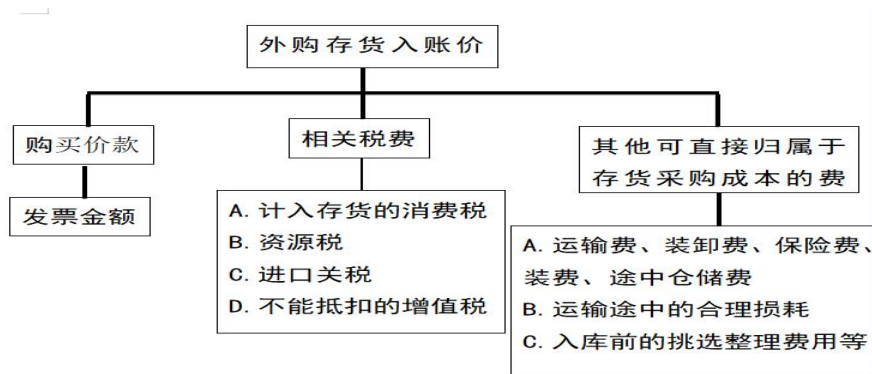 外购存货入账价
购买价款
发票金额
相关税费
A. 计入存货的消费税
B. 资源税
C. 进口关税
D. 不能抵扣的增值税
其他可直接归属于
存货采购成本的费
A. 运输费、装卸费、保险费、
装费、途中仓储费
B. 运输途中的合理损耗
C. 入库前的挑选整理费用等